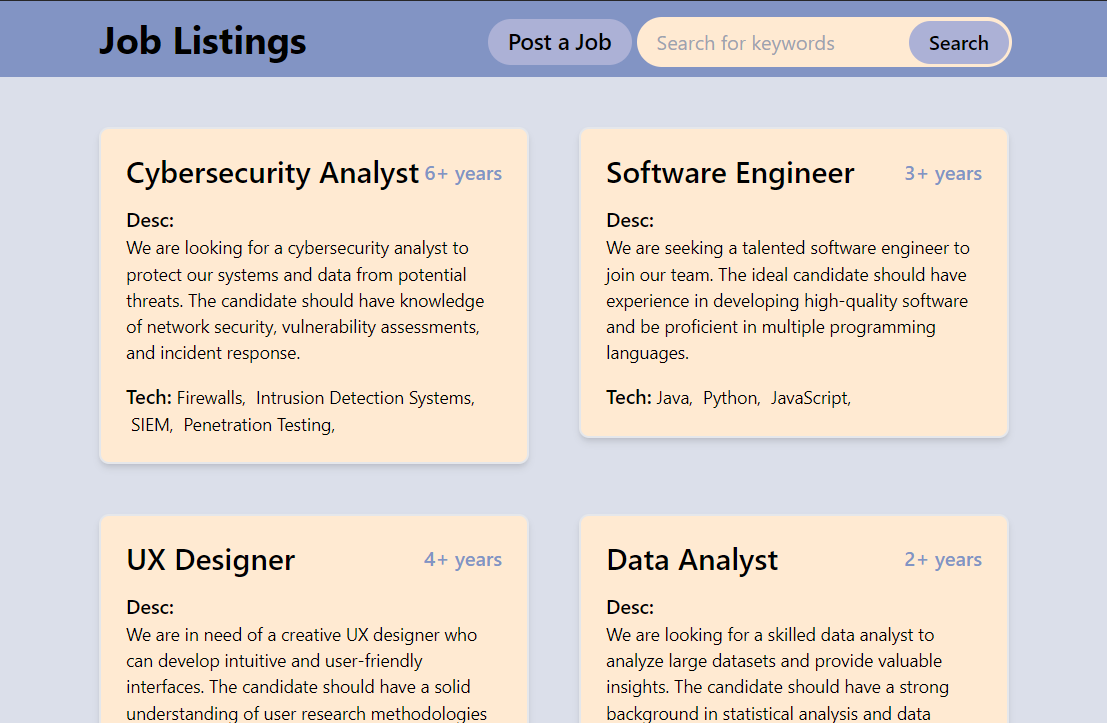 Job Listings
Post a Job
Search for keywords
Search
Cybersecurity Analyst 6+ years
Desc:
We are looking for a cybersecurity analyst to
protect our systems and data from potential
threats. The candidate should have knowledge
of network security, vulnerability assessments,
and incident response.
Tech: Firewalls, Intrusion Detection Systems,
SIEM, Penetration Testing,
Software Engineer 3+ years
Desc:
We are seeking a talented software engineer to
join our team. The ideal candidate should have
experience in developing high-quality software
and be proficient in multiple programming
languages.
Tech: Java, Python, JavaScript,
UX Designer 4+ years
Desc:
We are in need of a creative UX designer who
can develop intuitive and user-friendly
interfaces. The candidate should have a solid
understanding of user research methodologies
Data Analyst 2+ years
Desc:
We are looking for a skilled data analyst to
analyze large datasets and provide valuable
insights. The candidate should have a strong
background in statistical analysis and data